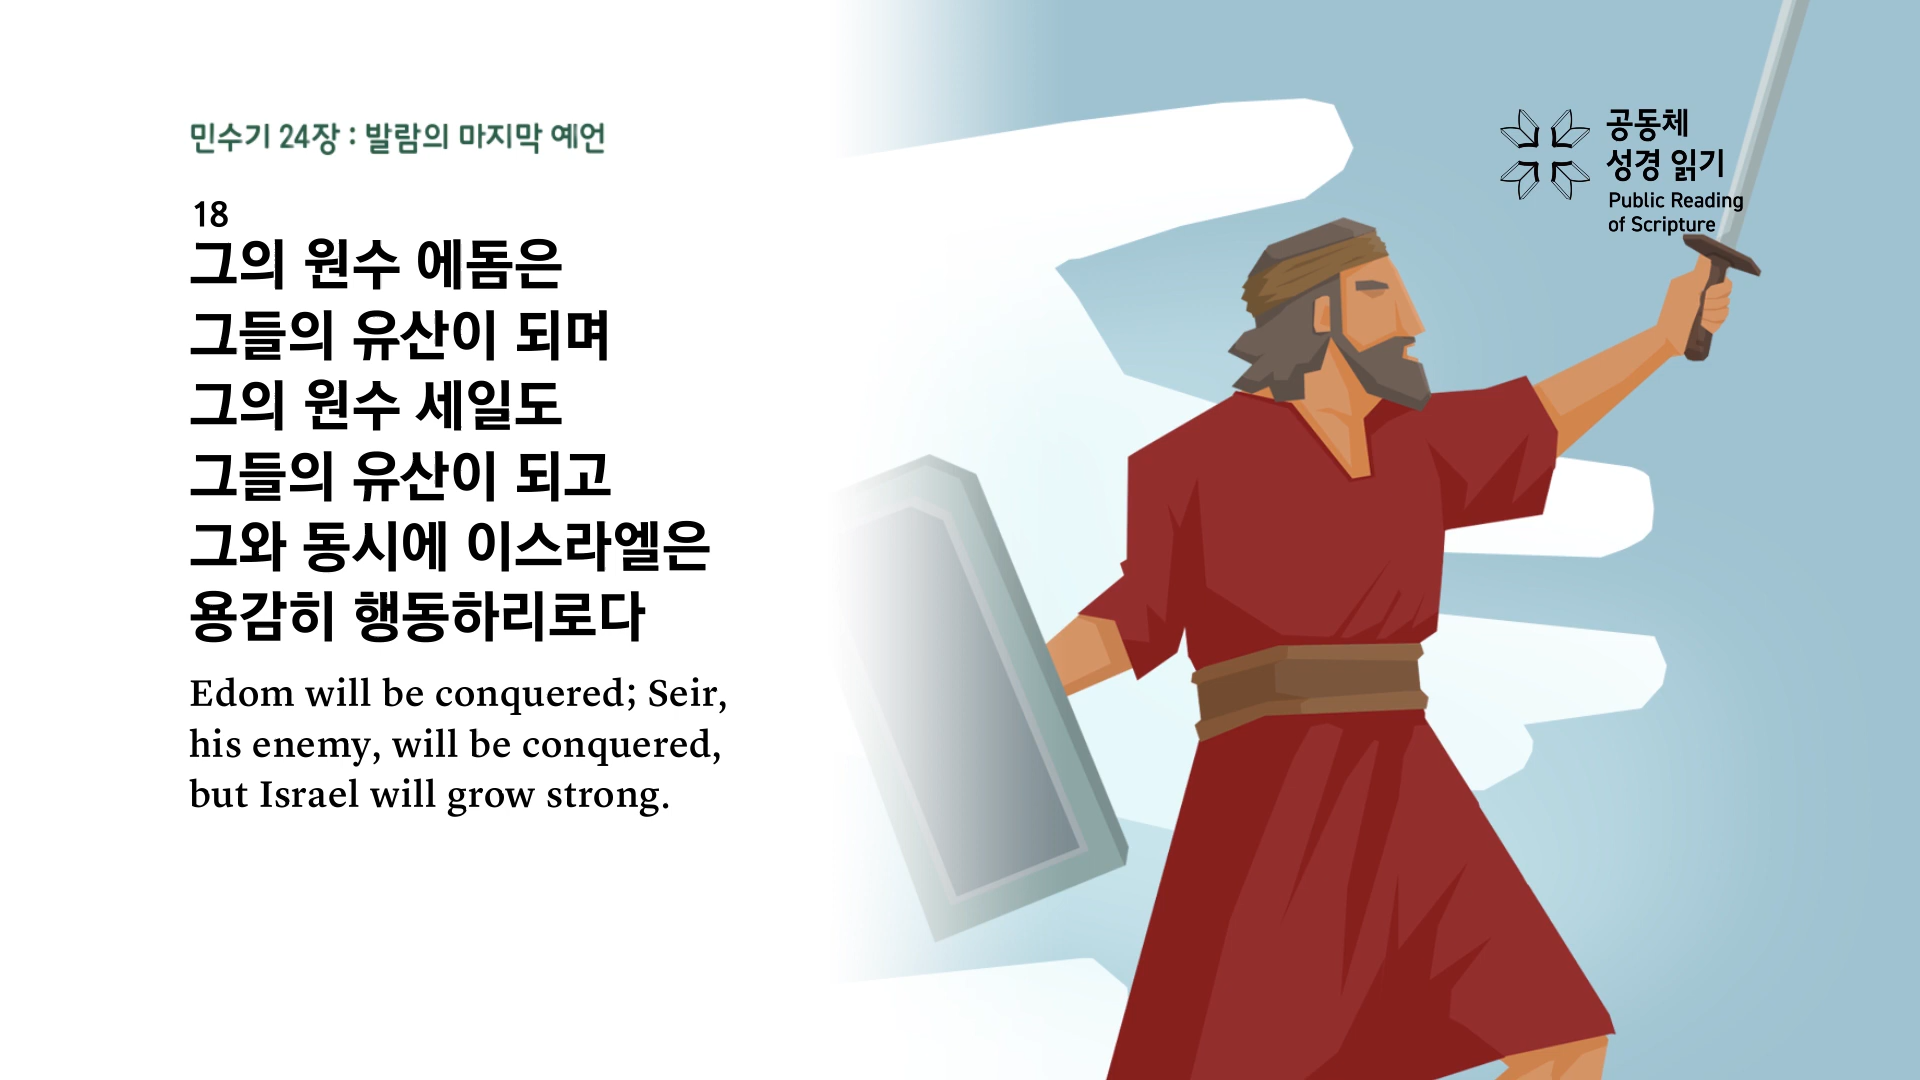 민수기 24장 : 발람의 마지막 예언
18
그의 원수 에돔은
그들의 유산이 되며
그의 원수 세일도
그들의 유산이 되고
그와 동시에 이스라엘은
용감히 행동하리로다
Edom will be conquered; Seir,
his enemy, will be conquered,
but Israel will grow strong.
공동체
성경 읽기
Public Reading
of Scripture